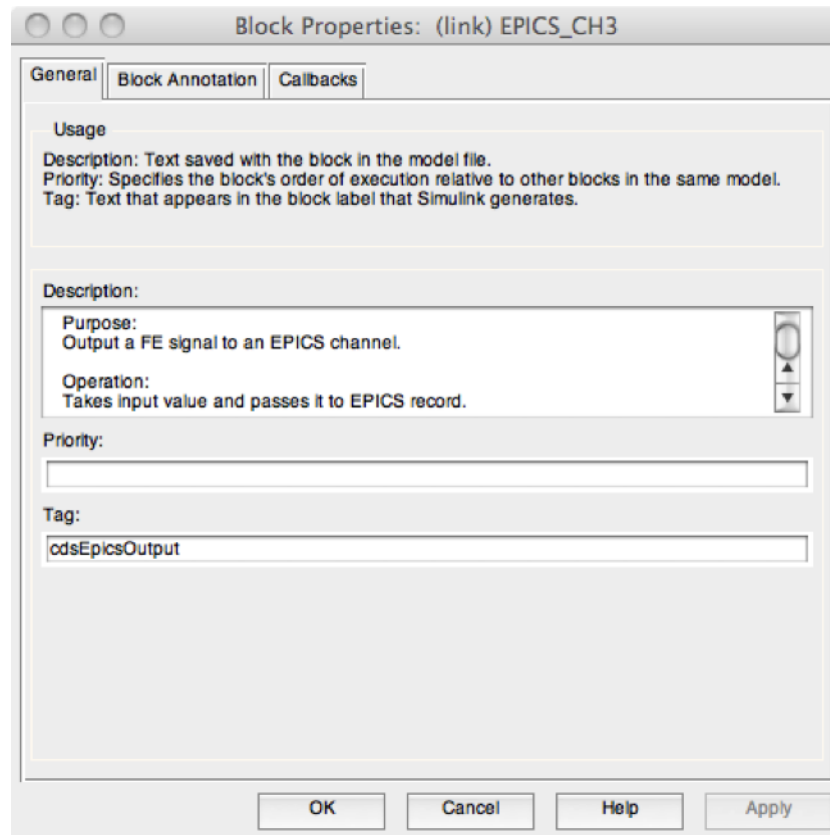 Block Properties: (link) EPICS_CH3
General Block Annotation Callbacks
Usage
Description: Text saved with the block in the model file.
Priority: Specifies the block's order of execution relative to other blocks in the same model.
Tag: Text that appears in the block label that Simulink generates.
Description:
Purpose:
Output a FE signal to an EPICS channel.
Operation:
Takes input value and passes it to EPICS record.
Priority:
Tag:
cdsEpicsOutput
OK Cancel Help Apply